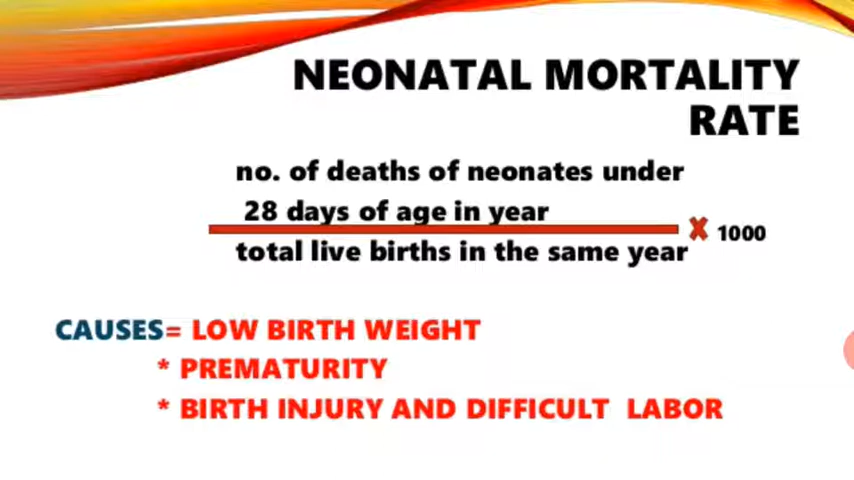 NEONATAL MORTALITY
RATE
no. of deaths of neonates under
28 days of age in year
X 1000
total live births in the same year
CAUSES= LOW BIRTH WEIGHT
* PREMATURITY
* BIRTH INJURY AND DIFFICULT LABOR